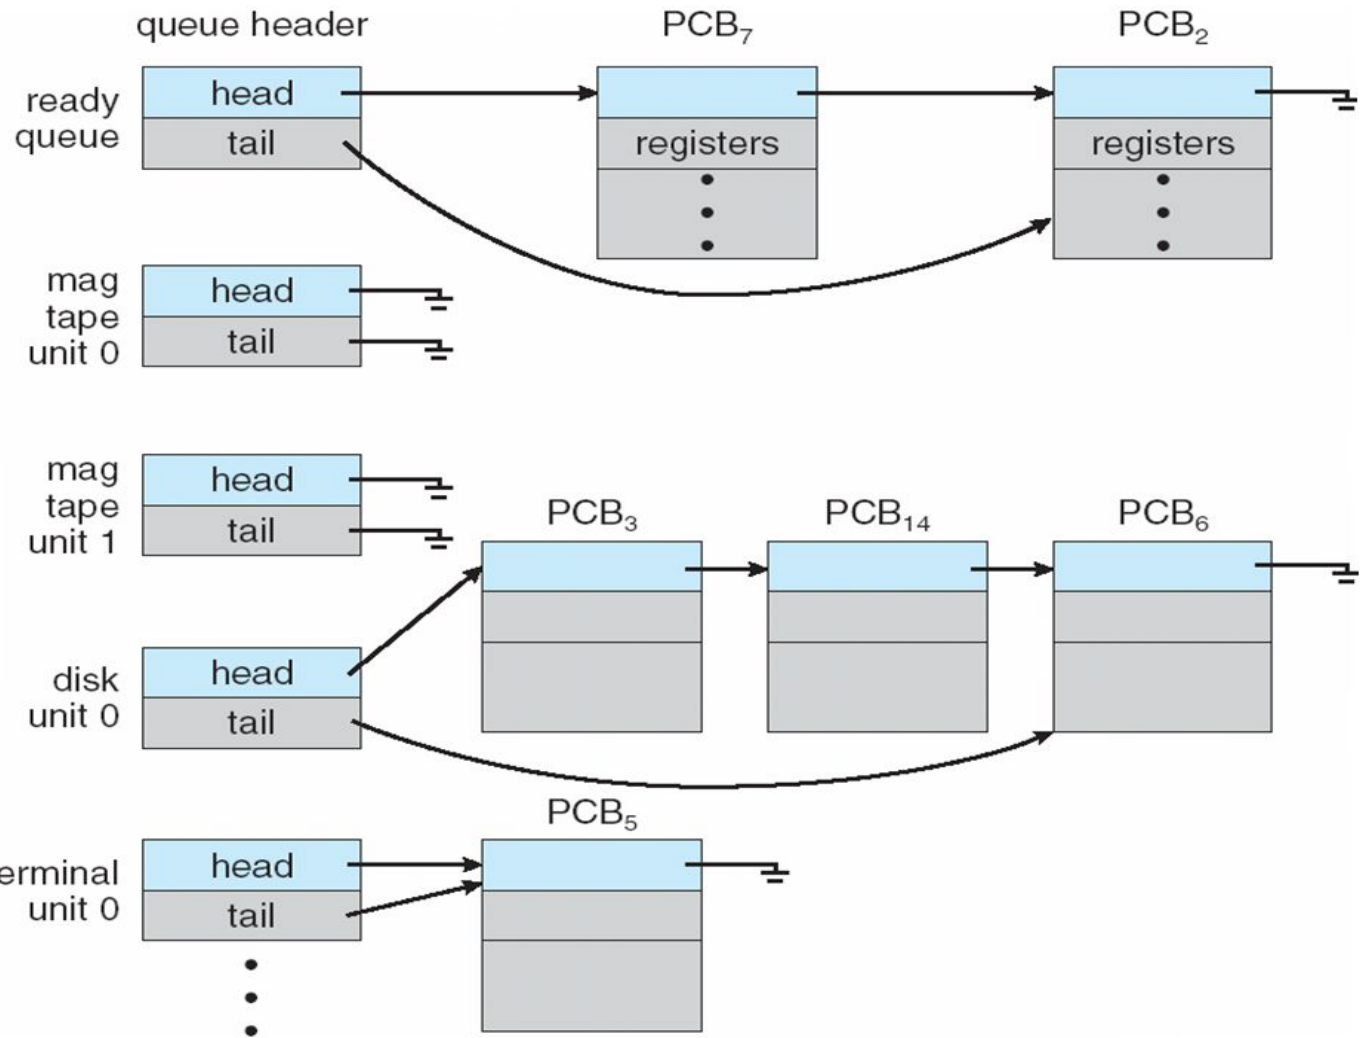 queue header
PCB7
PCB2
ready
queue
head
tail
registers
registers
mag
tape
unit 0
head
tail
mag
tape
unit 1
head
tail
PCB3
PCB14
PCB6
disk
unit 0
head
tail
PCB5
erminal
unit 0
head
tail